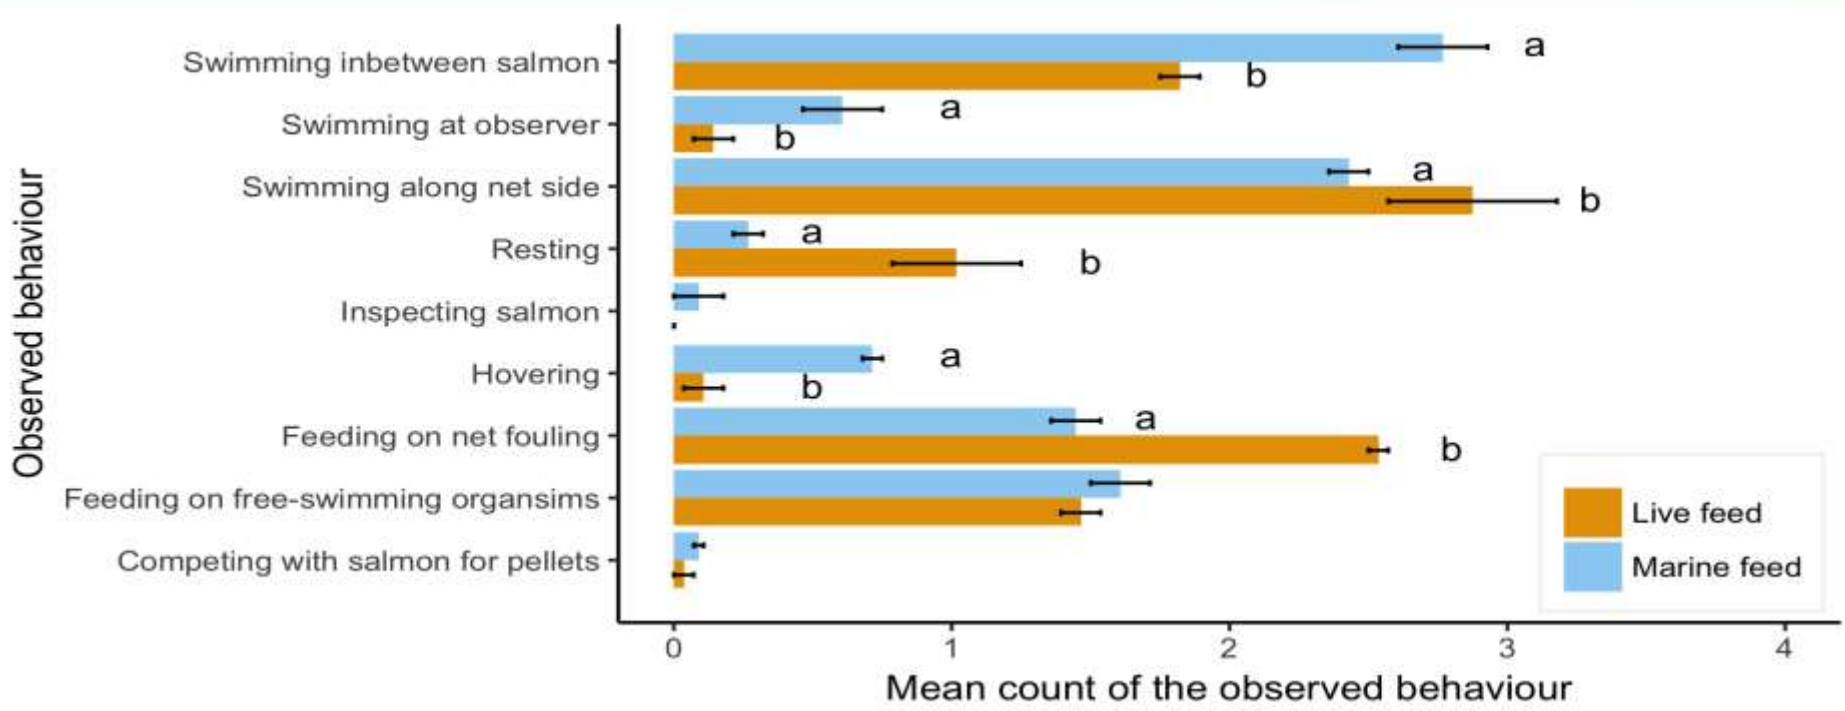 Observed behaviour
Swimming inbetween salmon
a
b
Swimming at observer
a
b
Swimming along net side
a
b
Resting
a
b
Inspecting salmon
Hovering
a
b
Feeding on net fouling
a
b
Feeding on free-swimming organsims
Competing with salmon for pellets
Live feed
Marine feed
0 1 2 3 4
Mean count of the observed behaviour